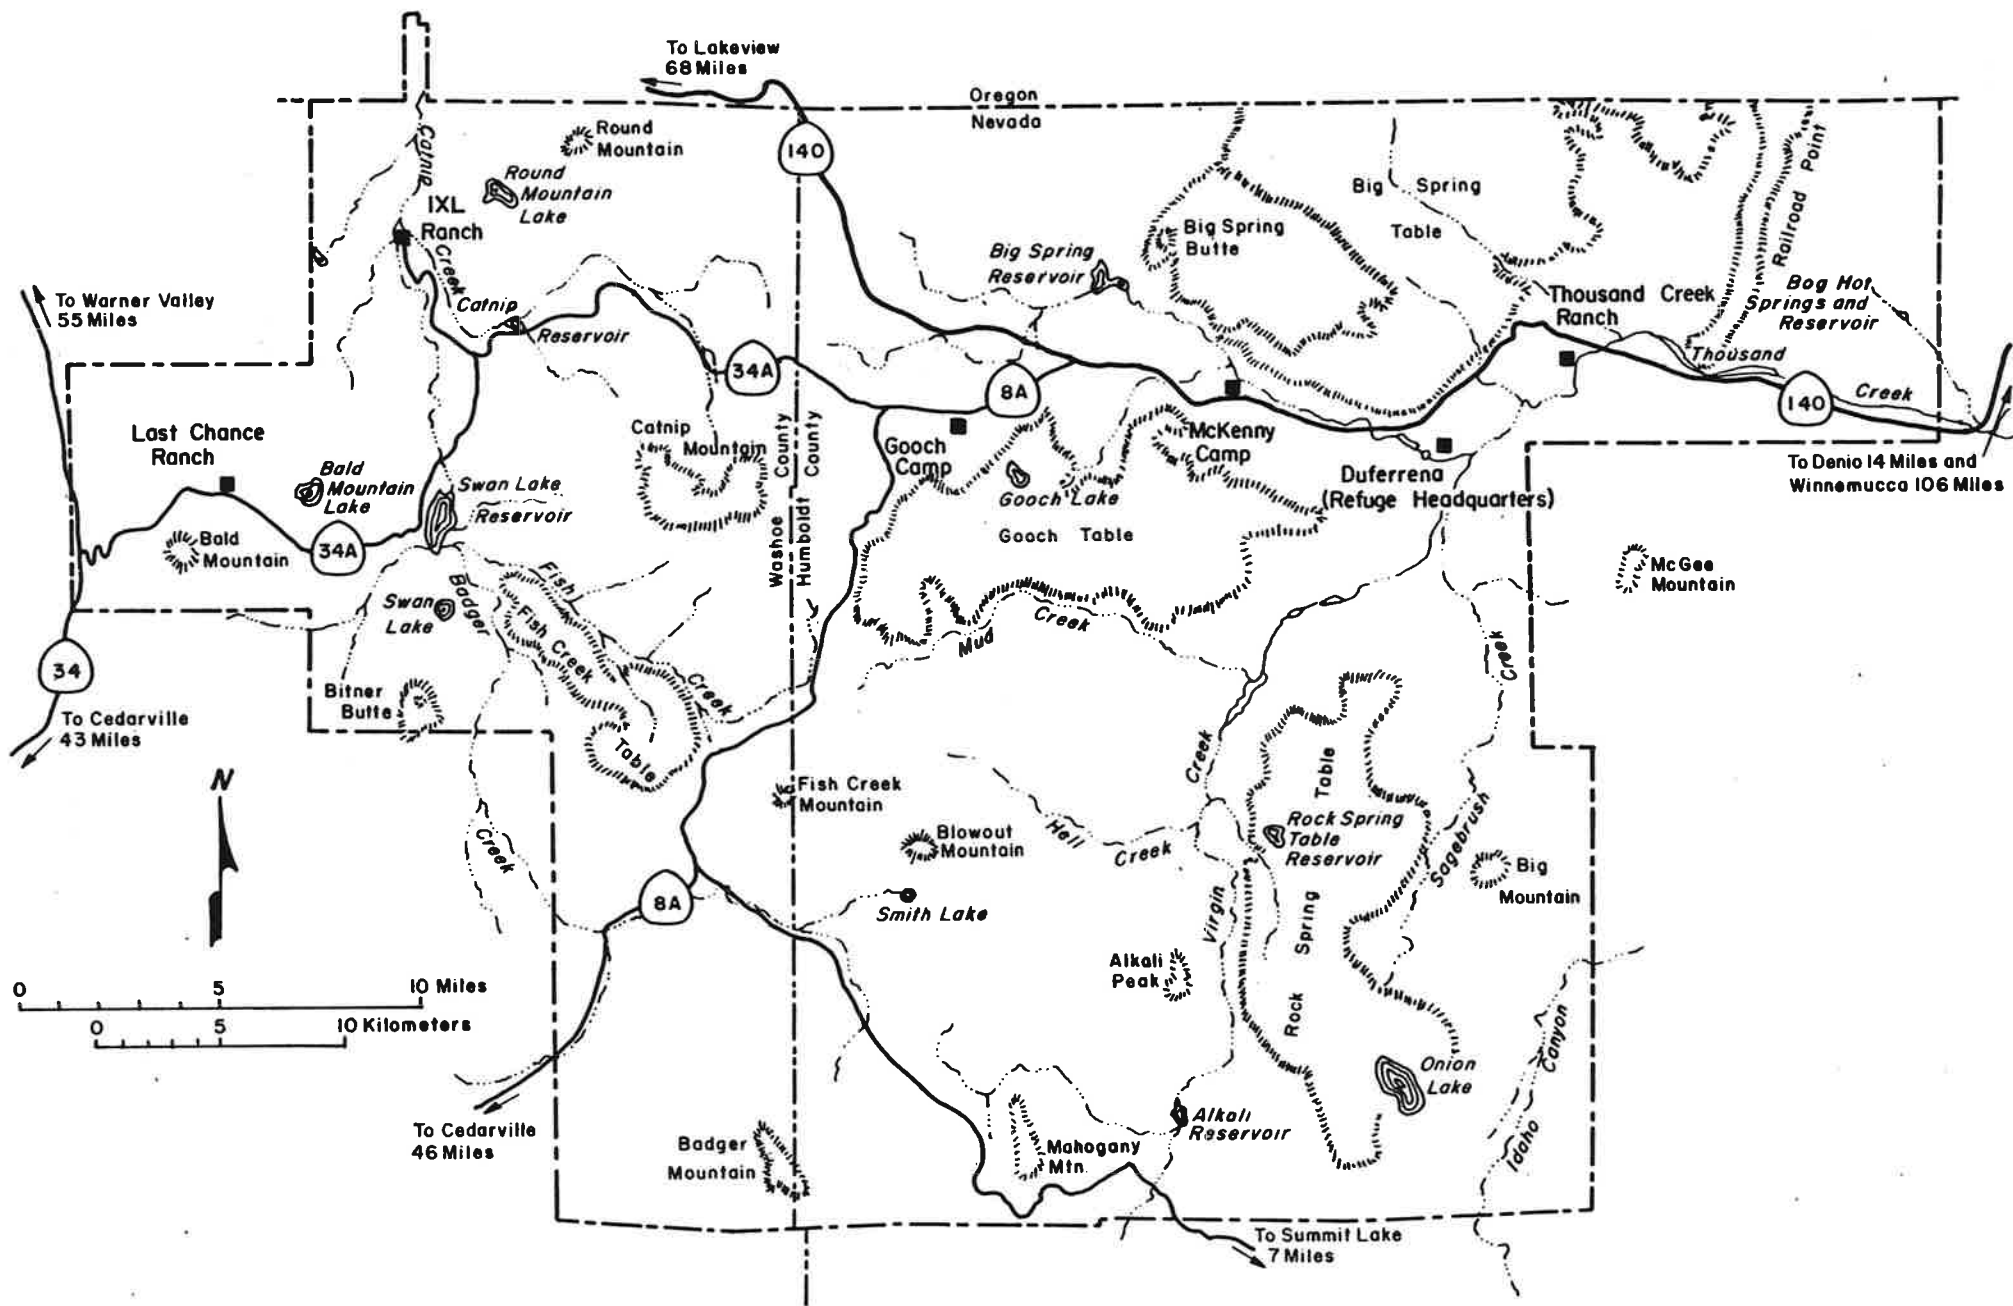 To Lakeview
68 Miles
Oregon
Nevada
Catnip
Round
Mountain
140
Round
Mountain
Lake
IXL
Ranch
Creek
Big Spring
Table
Railroad Point
Big Spring
Butte
Big Spring
Reservoir
To Warner Valley
55 Miles
Catnip
Reservoir
Thousand Creek
Ranch
Bog Hot
Springs and
Reservoir
Thousand
Creek
34A
8A
140
Last Chance
Ranch
Catnip
Mountain
Washoe County
Humboldt County
Gooch
Camp
McKenny
Camp
Duferrena
(Refuge Headquarters)
To Denio 14 Miles and
Winnemucca 106 Miles
Bald
Mountain
Lake
Swan Lake
Reservoir
Gooch Lake
Gooch Table
Bald
Mountain
34A
McGee
Mountain
Swan
Lake
Badger
Fish
Fish Creek
Creek
Table
Mud
Creek
Creek
34
Bitner
Butte
To Cedarville
43 Miles
N
Fish Creek
Mountain
Creek
Table
Rock Spring
Table
Reservoir
Blowout
Mountain
Hell
Creek
Sagebrush
Big
Mountain
Creek
8A
Smith Lake
Virgin
Spring
Rock
Alkali
Peak
0 5 10 Miles
0 5 10 Kilometers
Canyon
Idaho
Onion
Lake
Alkali
Reservoir
To Cedarville
46 Miles
Badger
Mountain
Mahogany
Mtn.
To Summit Lake
7 Miles